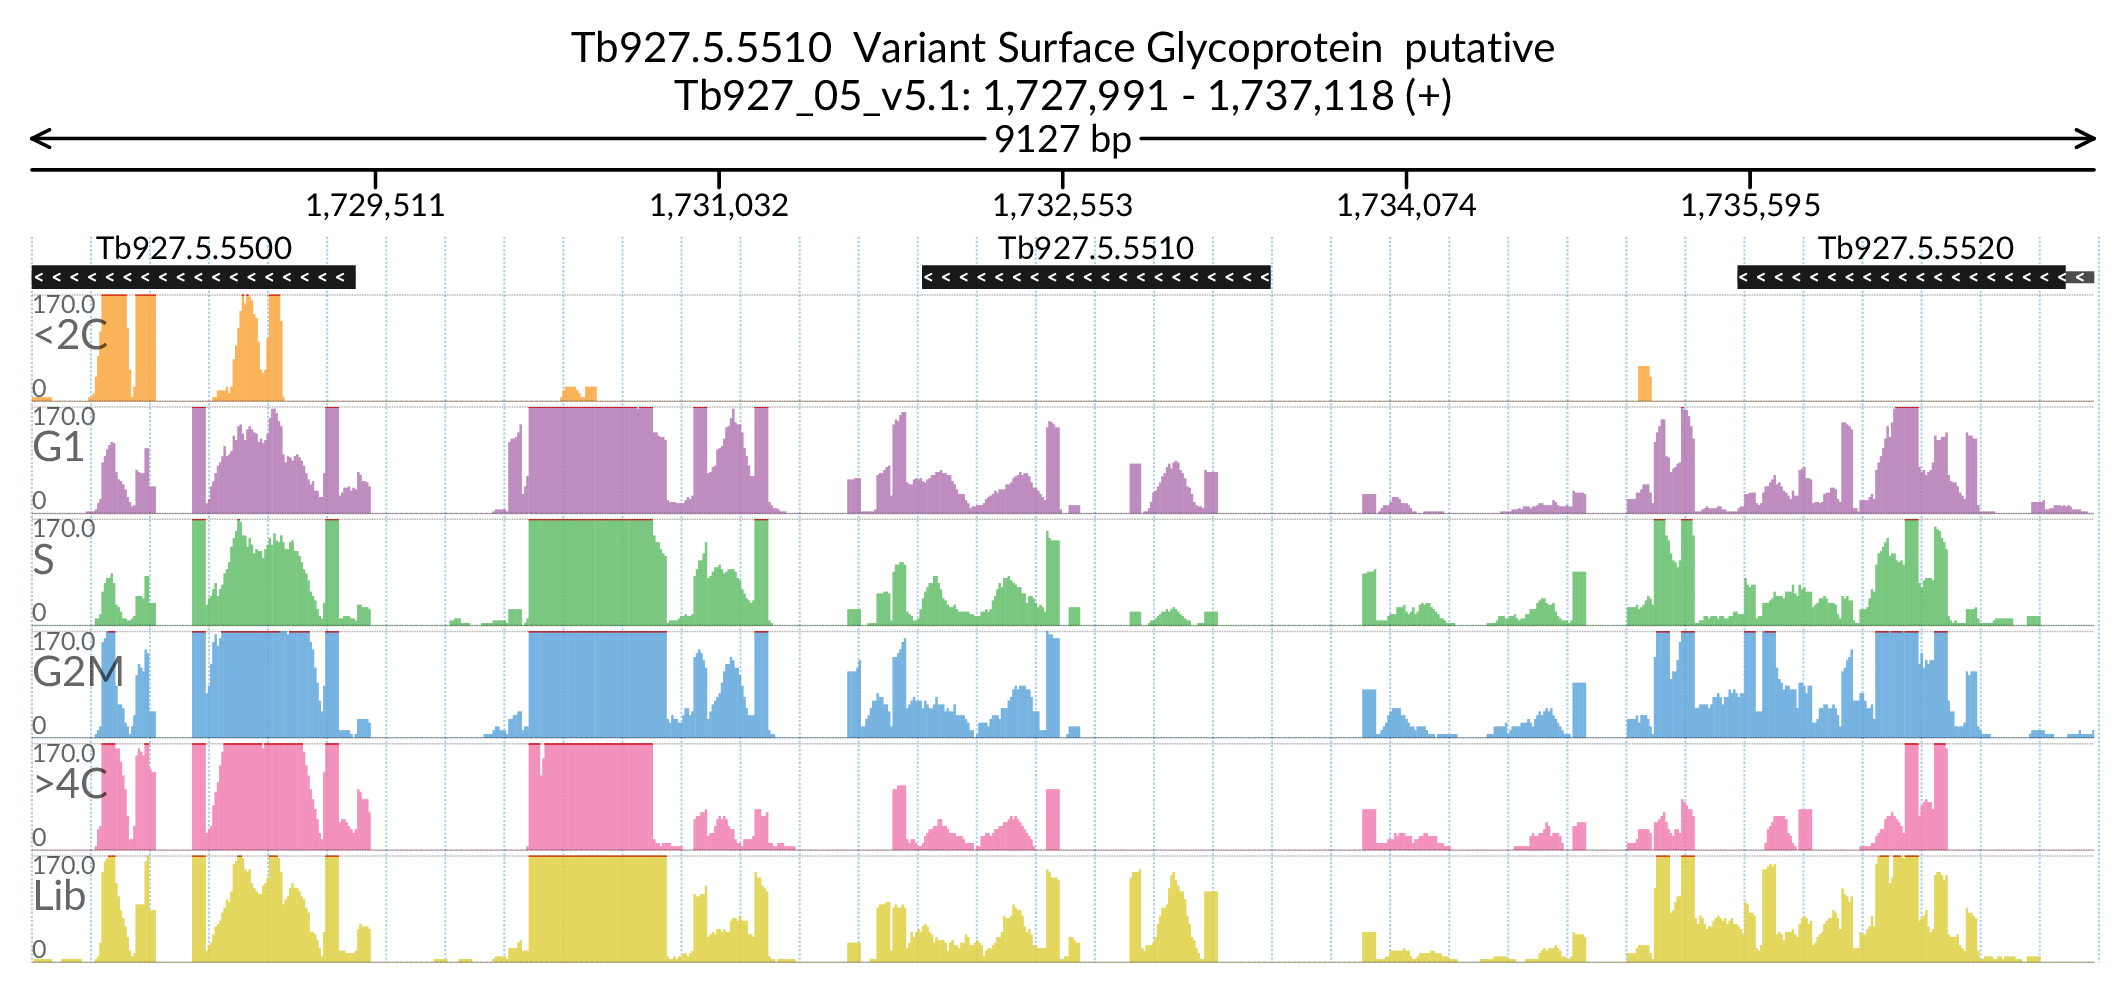 Tb927.5.5510 Variant Surface Glycoprotein putative
Tb927_05_v5.1: 1,727,991 - 1,737,118 (+)
9127 bp
1,729,511 1,731,032 1,732,553 1,734,074 1,735,595
Tb927.5.5500 Tb927.5.5510 Tb927.5.5520
170.0
<2C
0
170.0
G1
0
170.0
S
0
170.0
G2M
0
170.0
>4C
0
170.0
Lib
0